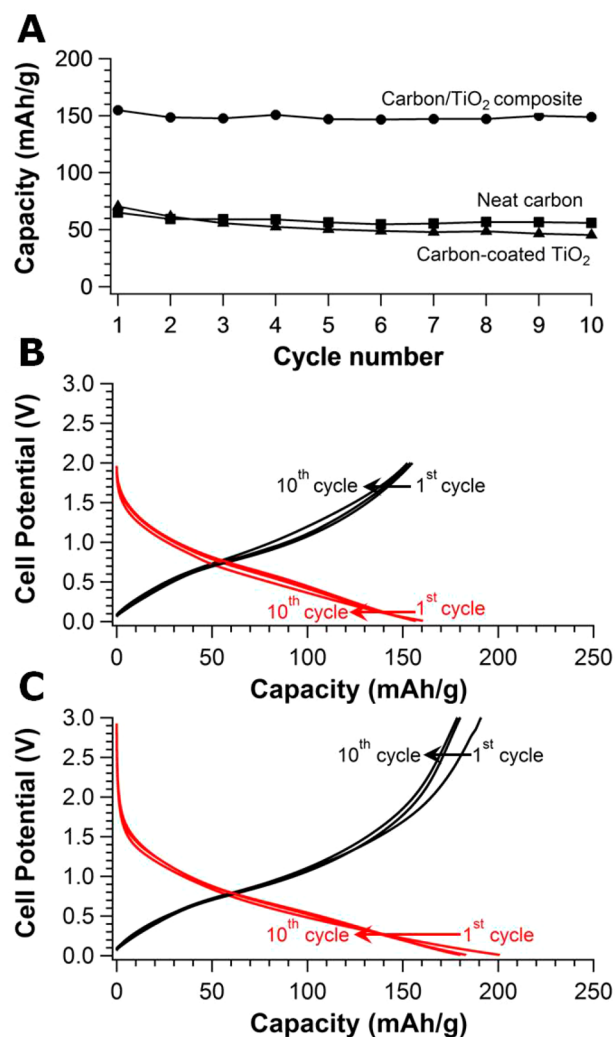 A
200
150
100
50
0
Capacity (mAh/g)
Carbon/TiO₂ composite
Neat carbon
Carbon-coated TiO₂
1 2 3 4 5 6 7 8 9 10
Cycle number
B
3.0
2.5
2.0
1.5
1.0
0.5
0.0
Cell Potential (V)
10th cycle 1st cycle
10th cycle 1st cycle
0 50 100 150 200 250
Capacity (mAh/g)
C
3.0
2.5
2.0
1.5
1.0
0.5
0.0
Cell Potential (V)
10th cycle 1st cycle
10th cycle 1st cycle
0 50 100 150 200 250
Capacity (mAh/g)